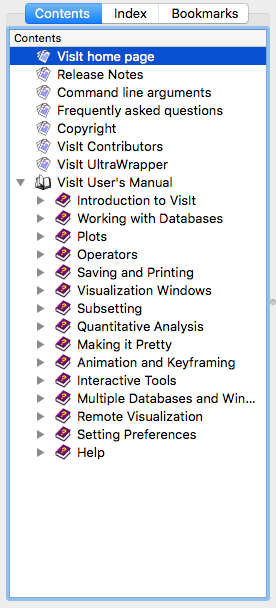 Contents Index Bookmarks
Contents
VisIt home page
Release Notes
Command line arguments
Frequently asked questions
Copyright
VisIt Contributors
VisIt UltraWrapper
VisIt User's Manual
Introduction to VisIt
Working with Databases
Plots
Operators
Saving and Printing
Visualization Windows
Subsetting
Quantitative Analysis
Making it Pretty
Animation and Keyframing
Interactive Tools
Multiple Databases and Win...
Remote Visualization
Setting Preferences
Help